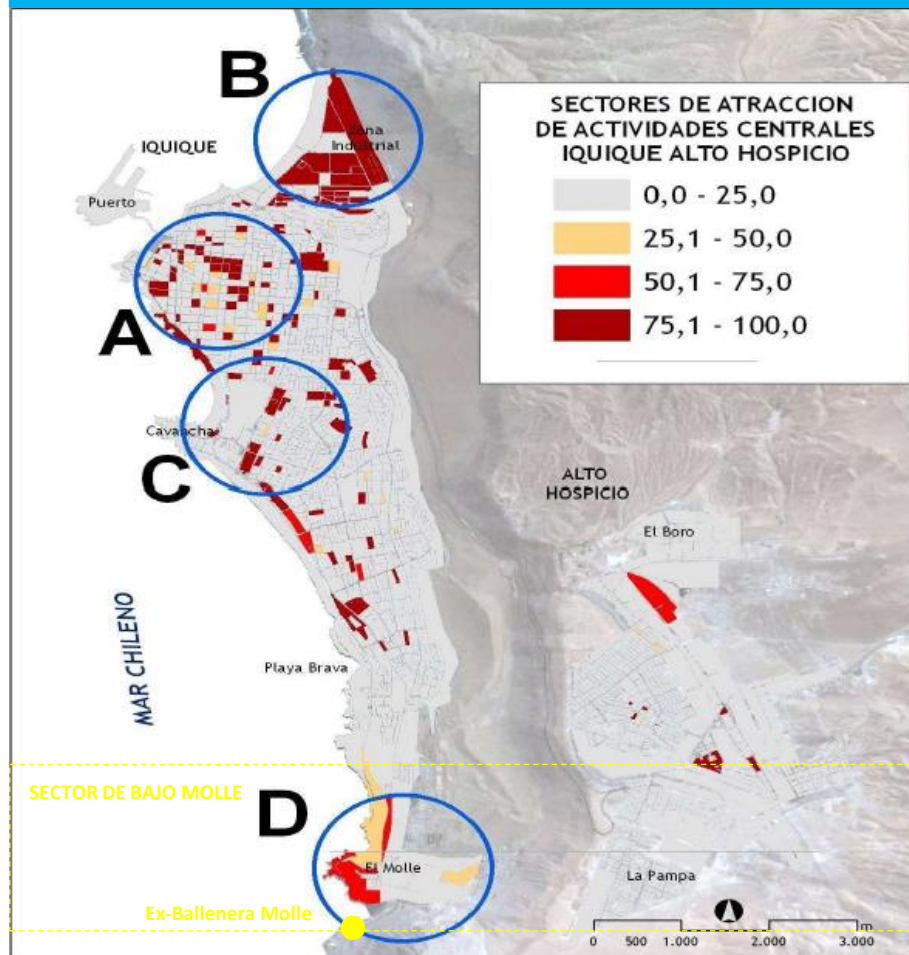 B
SECTORES DE ATRACCION
DE ACTIVIDADES CENTRALES
IQUIQUE ALTO HOSPICIO
0,0 - 25,0
25,1 - 50,0
50,1 - 75,0
75,1 - 100,0
Zona
Industrial
IQUIQUE
Puerto
A
Cavancha
C
ALTO
HOSPICIO
El Boro
MAR CHILENO
Playa Brava
SECTOR DE BAJO MOLLE
D
El Molle
La Pampa
Ex-Ballenera Molle
0 500 1.000 2.000 3.000 m